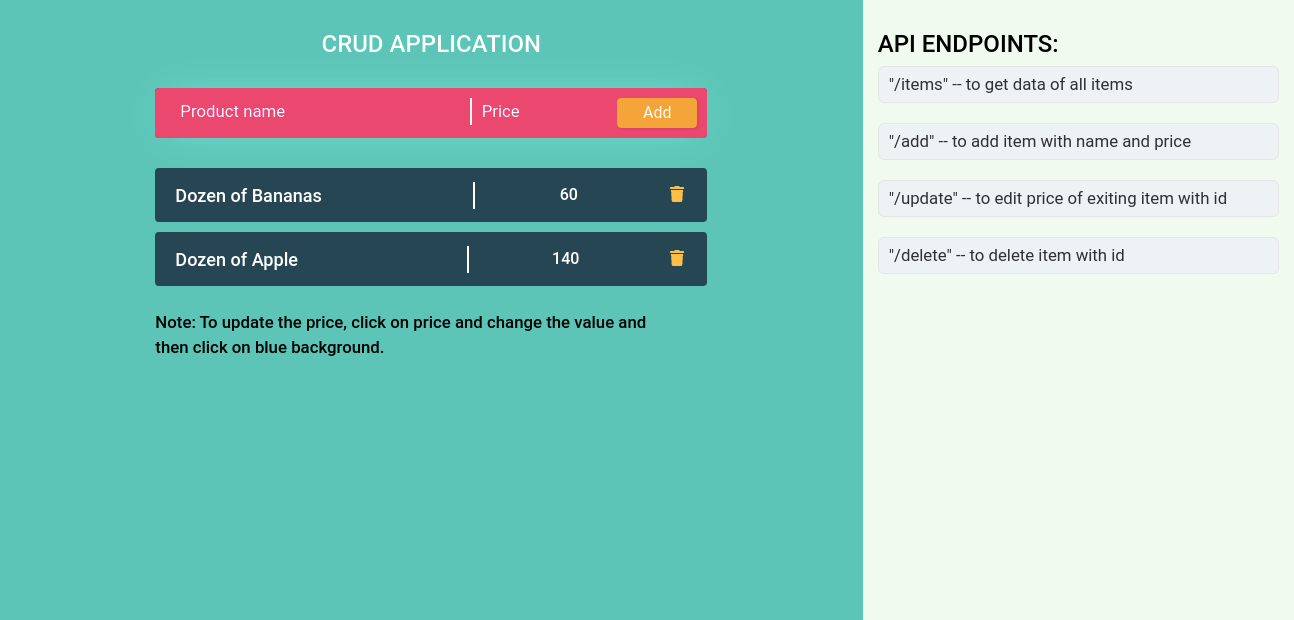 CRUD APPLICATION
Product name Price Add
Dozen of Bananas 60
Dozen of Apple 140
Note: To update the price, click on price and change the value and
then click on blue background.
API ENDPOINTS:
"/items" -- to get data of all items
"/add" -- to add item with name and price
"/update" -- to edit price of exiting item with id
"/delete" -- to delete item with id